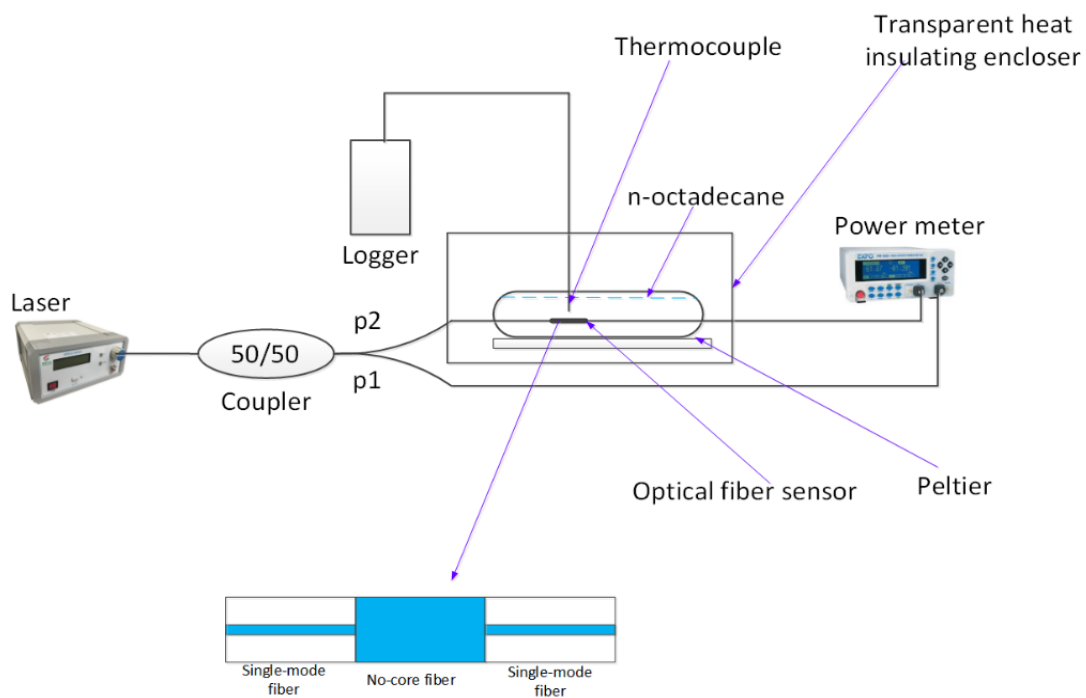 Thermocouple
Transparent heat
insulating encloser
n-octadecane
Power meter
Logger
Laser
p2
50/50
p1
Coupler
Optical fiber sensor
Peltier
Single-mode
fiber
No-core fiber
Single-mode
fiber